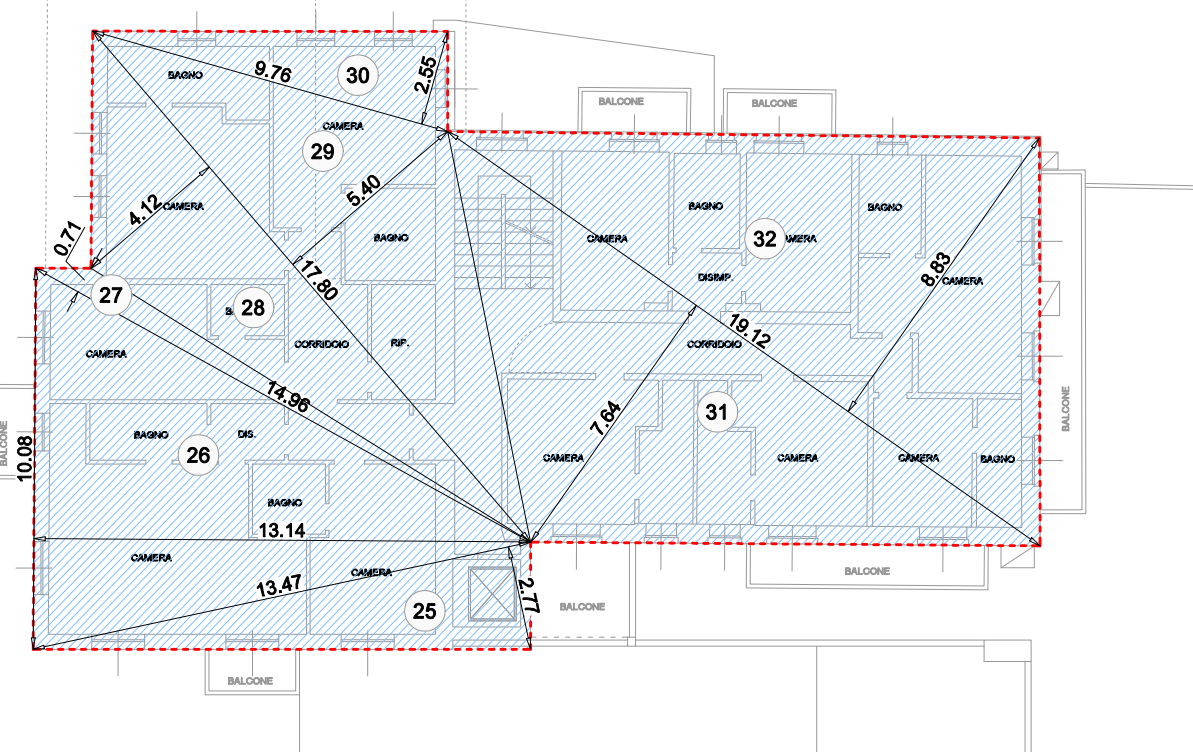 30
BAGNO
9.76
2.55
BALCONE
BALCONE
CAMERA
29
4.12
CAMERA
5.40
BAGNO
BAGNO
0.71
BAGNO
CAMERA
32
17.80
DISIMP.
8.83
CAMERA
27
28
CORRIDOIO
RIP.
19.12
CORRIDOIO
CAMERA
14.96
7.64
31
BALCONE
BALCONE
10.08
BAGNO
DIS.
26
CAMERA
CAMERA
CAMERA
BAGNO
BAGNO
13.14
CAMERA
13.47
CAMERA
25
2.77
BALCONE
BALCONE
BALCONE